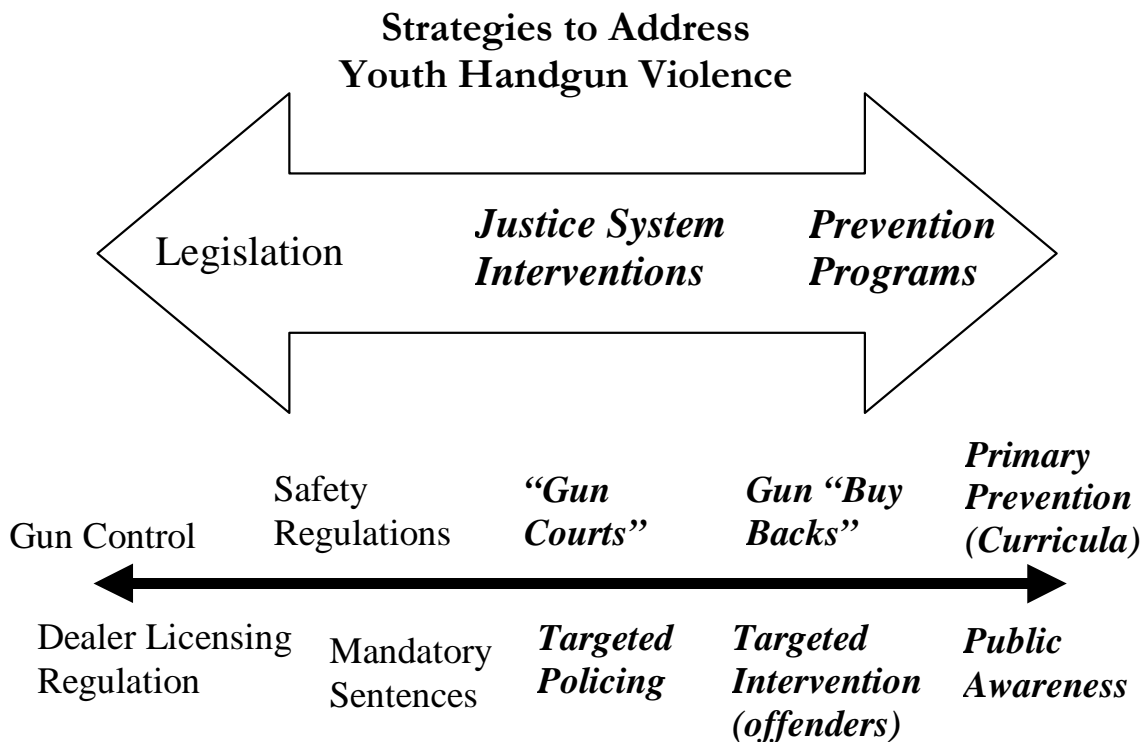 Strategies to Address
Youth Handgun Violence
Legislation
Justice System
Interventions
Prevention
Programs
Gun Control
Safety
Regulations
“Gun
Courts”
Gun “Buy
Backs”
Primary
Prevention
(Curricula)
Dealer Licensing
Regulation
Mandatory
Sentences
Targeted
Policing
Targeted
Intervention
(offenders)
Public
Awareness